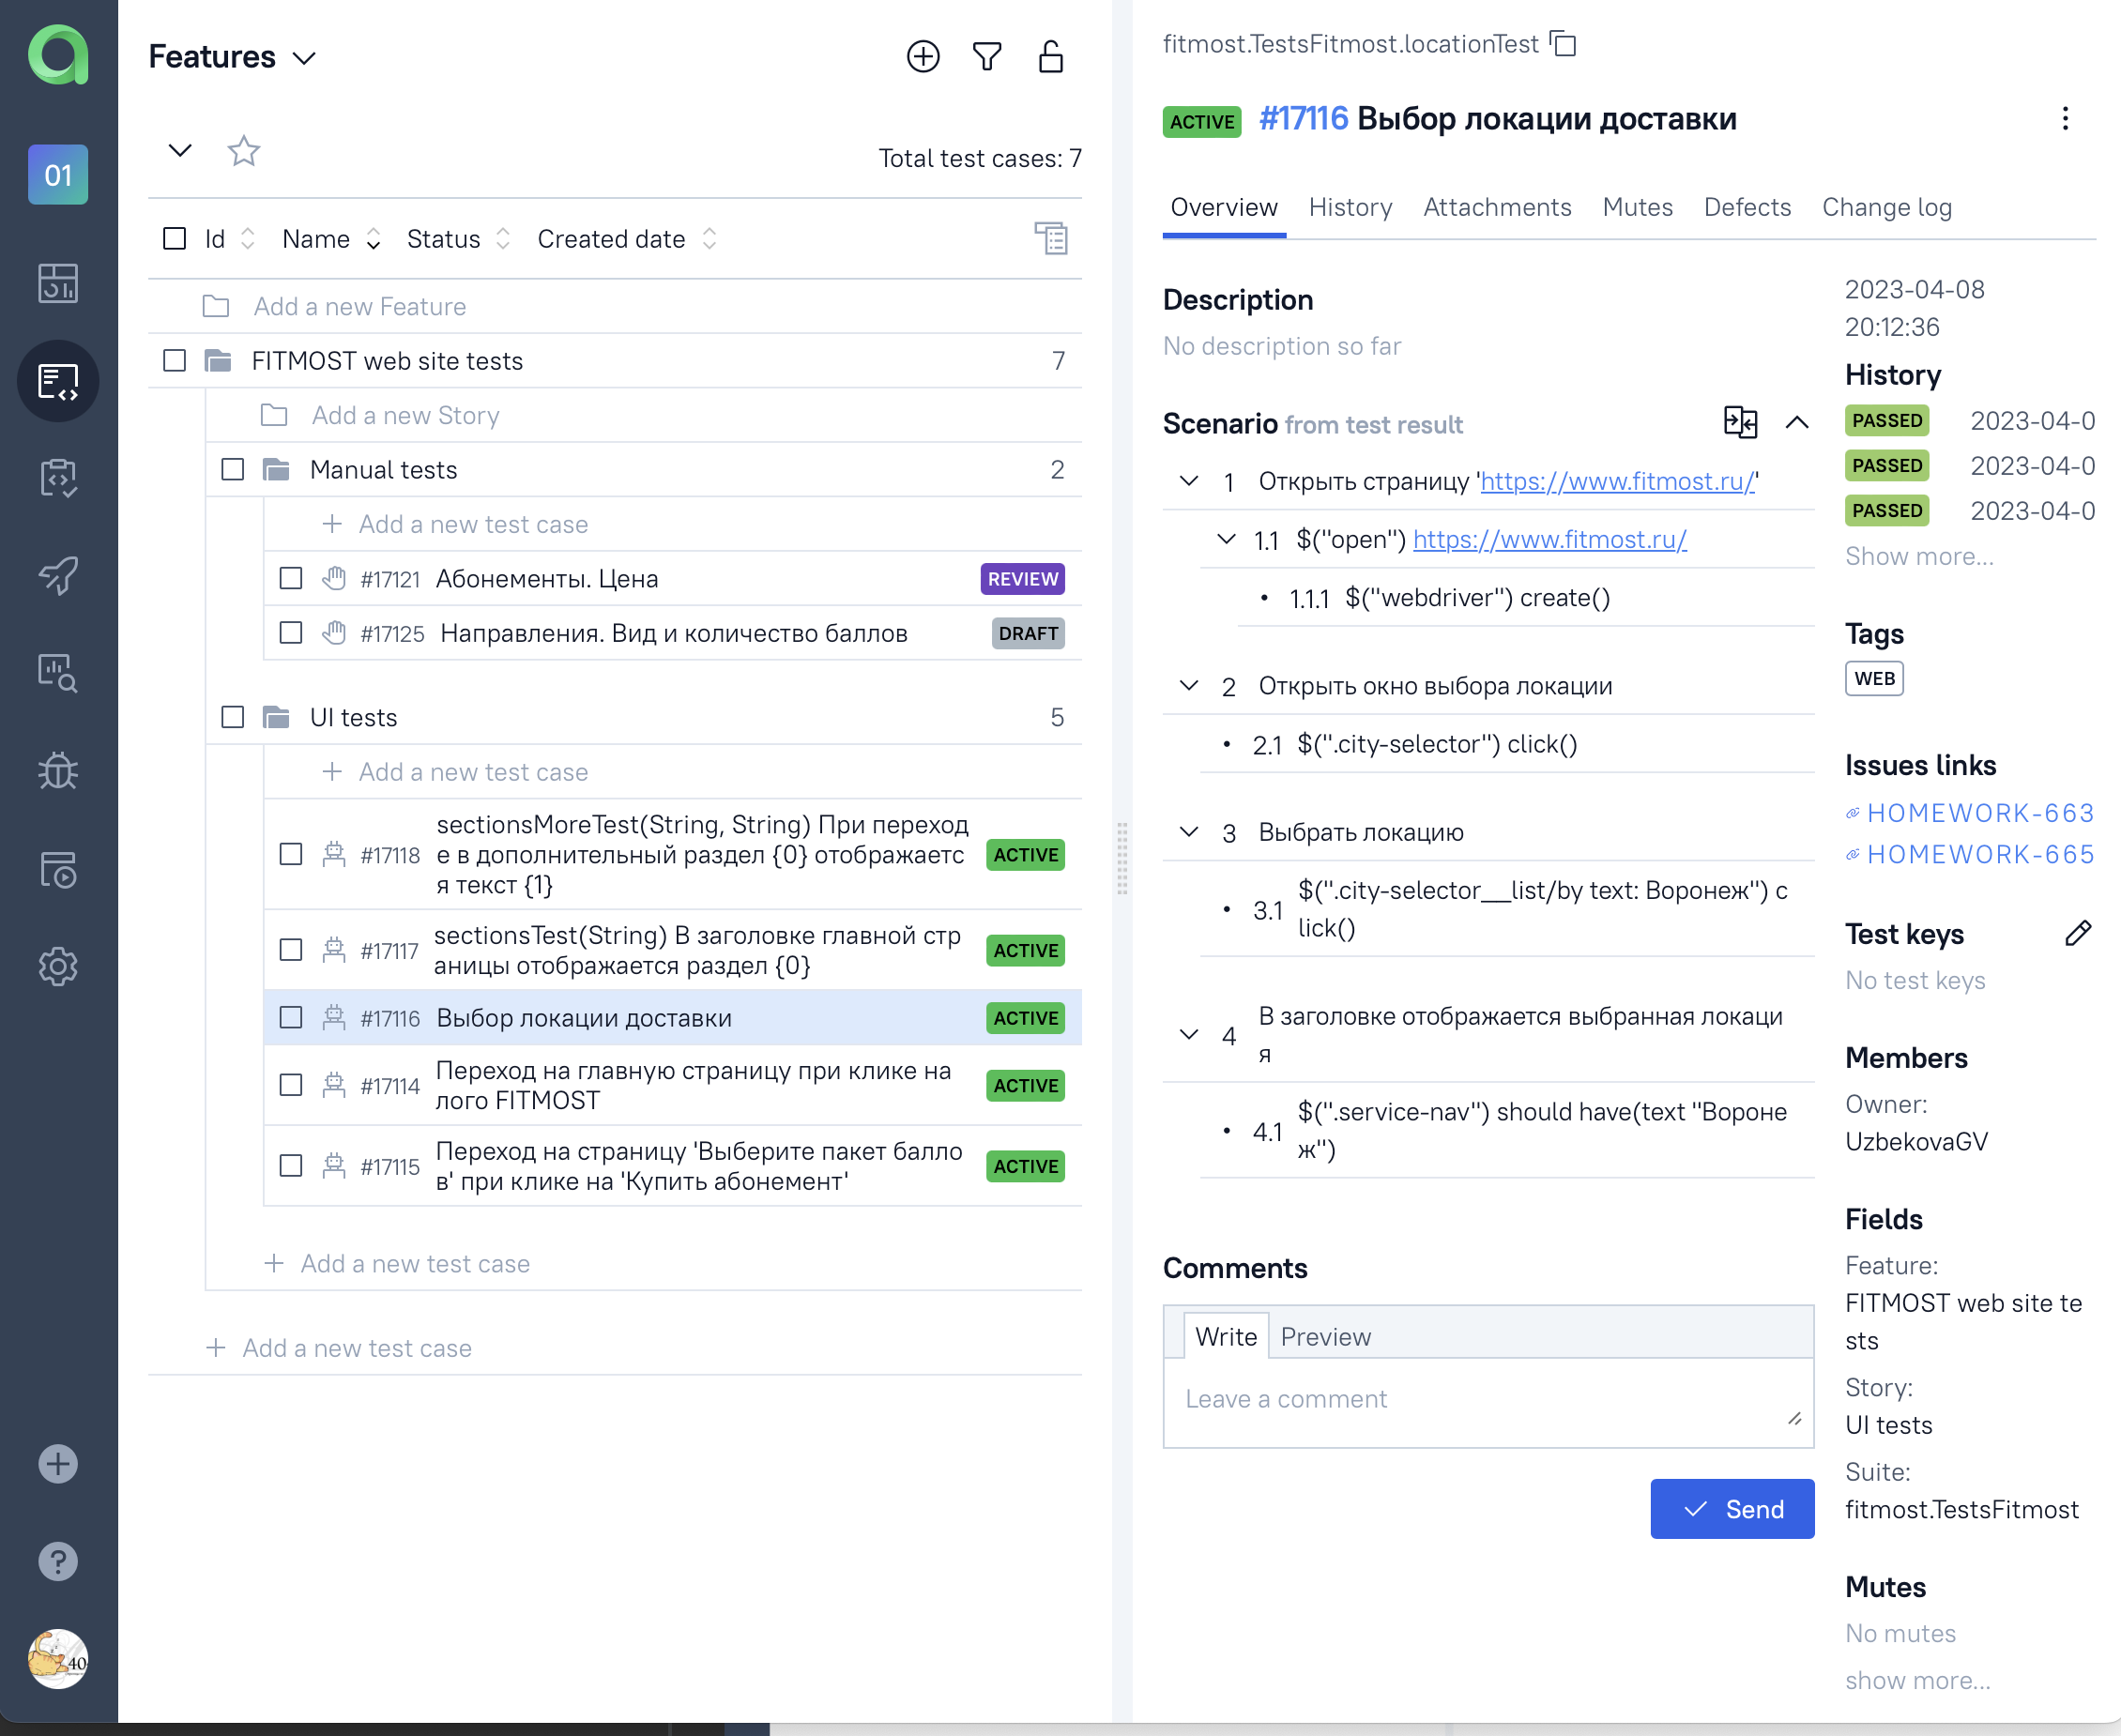 01
Features
Total test cases: 7
Id Name Status Created date
Add a new Feature
FITMOST web site tests 7
Add a new Story
Manual tests 2
Add a new test case
#17121 Абонементы. Цена REVIEW
#17125 Направления. Вид и количество баллов DRAFT
UI tests 5
Add a new test case
sectionsMoreTest(String, String) При переход
#17118 е в дополнительный раздел {0} отображаетс ACTIVE
я текст {1}
sectionsTest(String) В заголовке главной стр
#17117 аницы отображается раздел {0} ACTIVE
#17116 Выбор локации доставки ACTIVE
Переход на главную страницу при клике на
#17114 лого FITMOST ACTIVE
Переход на страницу 'Выберите пакет балло
#17115 в' при клике на 'Купить абонемент' ACTIVE
Add a new test case
Add a new test case
40
fitmost.TestsFitmost.locationTest
ACTIVE #17116 Выбор локации доставки
Overview History Attachments Mutes Defects Change log
Description
No description so far
Scenario from test result
1 Открыть страницу 'https://www.fitmost.ru/'
1.1 $("open") https://www.fitmost.ru/
1.1.1 $("webdriver") create()
2 Открыть окно выбора локации
2.1 $(".city-selector") click()
3 Выбрать локацию
3.1 $(".city-selector__list/by text: Воронеж") c
lick()
4 В заголовке отображается выбранная локаци
я
4.1 $(".service-nav") should have(text "Вороне
ж")
Comments
Write Preview
Leave a comment
Send
2023-04-08
20:12:36
History
PASSED 2023-04-0
PASSED 2023-04-0
PASSED 2023-04-0
Show more...
Tags
WEB
Issues links
HOMEWORK-663
HOMEWORK-665
Test keys
No test keys
Members
Owner:
UzbekovaGV
Fields
Feature:
FITMOST web site te
sts
Story:
UI tests
Suite:
fitmost.TestsFitmost
Mutes
No mutes
show more...